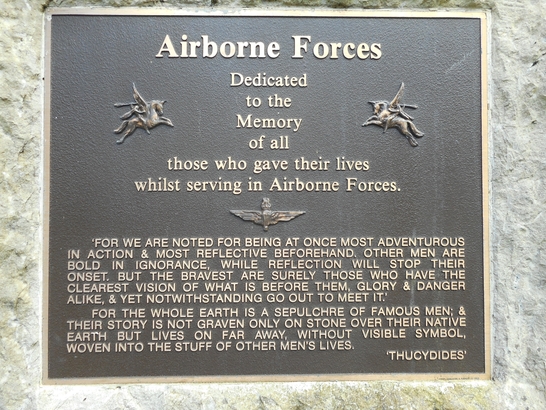 Airborne Forces
Dedicated
to the
Memory
of all
those who gave their lives
whilst serving in Airborne Forces.
'FOR WE ARE NOTED FOR BEING AT ONCE MOST ADVENTUROUS
IN ACTION & MOST REFLECTIVE BEFOREHAND. OTHER MEN ARE
BOLD IN IGNORANCE, WHILE REFLECTION WILL STOP THEIR
ONSET. BUT THE BRAVEST ARE SURELY THOSE WHO HAVE THE
CLEAREST VISION OF WHAT IS BEFORE THEM, GLORY & DANGER
ALIKE, & YET NOTWITHSTANDING GO OUT TO MEET IT.'
FOR THE WHOLE EARTH IS A SEPULCHRE OF FAMOUS MEN; &
THEIR STORY IS NOT GRAVEN ONLY ON STONE OVER THEIR NATIVE
EARTH BUT LIVES ON FAR AWAY, WITHOUT VISIBLE SYMBOL,
WOVEN INTO THE STUFF OF OTHER MEN'S LIVES.
'THUCYDIDES'